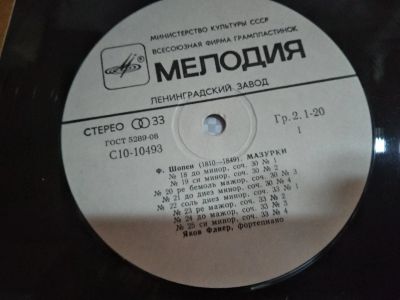 МИНИСТЕРСТВО КУЛЬТУРЫ СССР
ВСЕСОЮЗНАЯ ФИРМА ГРАМПЛАСТИНОК
МЕЛОДИЯ
ЛЕНИНГРАДСКИЙ ЗАВОД
СТЕРЕО 33
ГОСТ 5289-08
С10-10493
Гр. 2. 1-20
I
Ф. Шопен (1810—1849). МАЗУРКИ
№ 18 до минор, соч. 30 № 1
№ 19 си минор, соч. 30 № 2
№ 20 ре бемоль мажор, соч. 30 № 3
№ 21 до диез минор, соч. 30 № 4
№ 22 соль диез минор, соч. 33 № 1
№ 23 ре мажор, соч. 33 № 2
№ 24 до мажор, соч. 33 № 3
№ 25 си минор, соч. 33 № 4
Яков Флиер, фортепиано